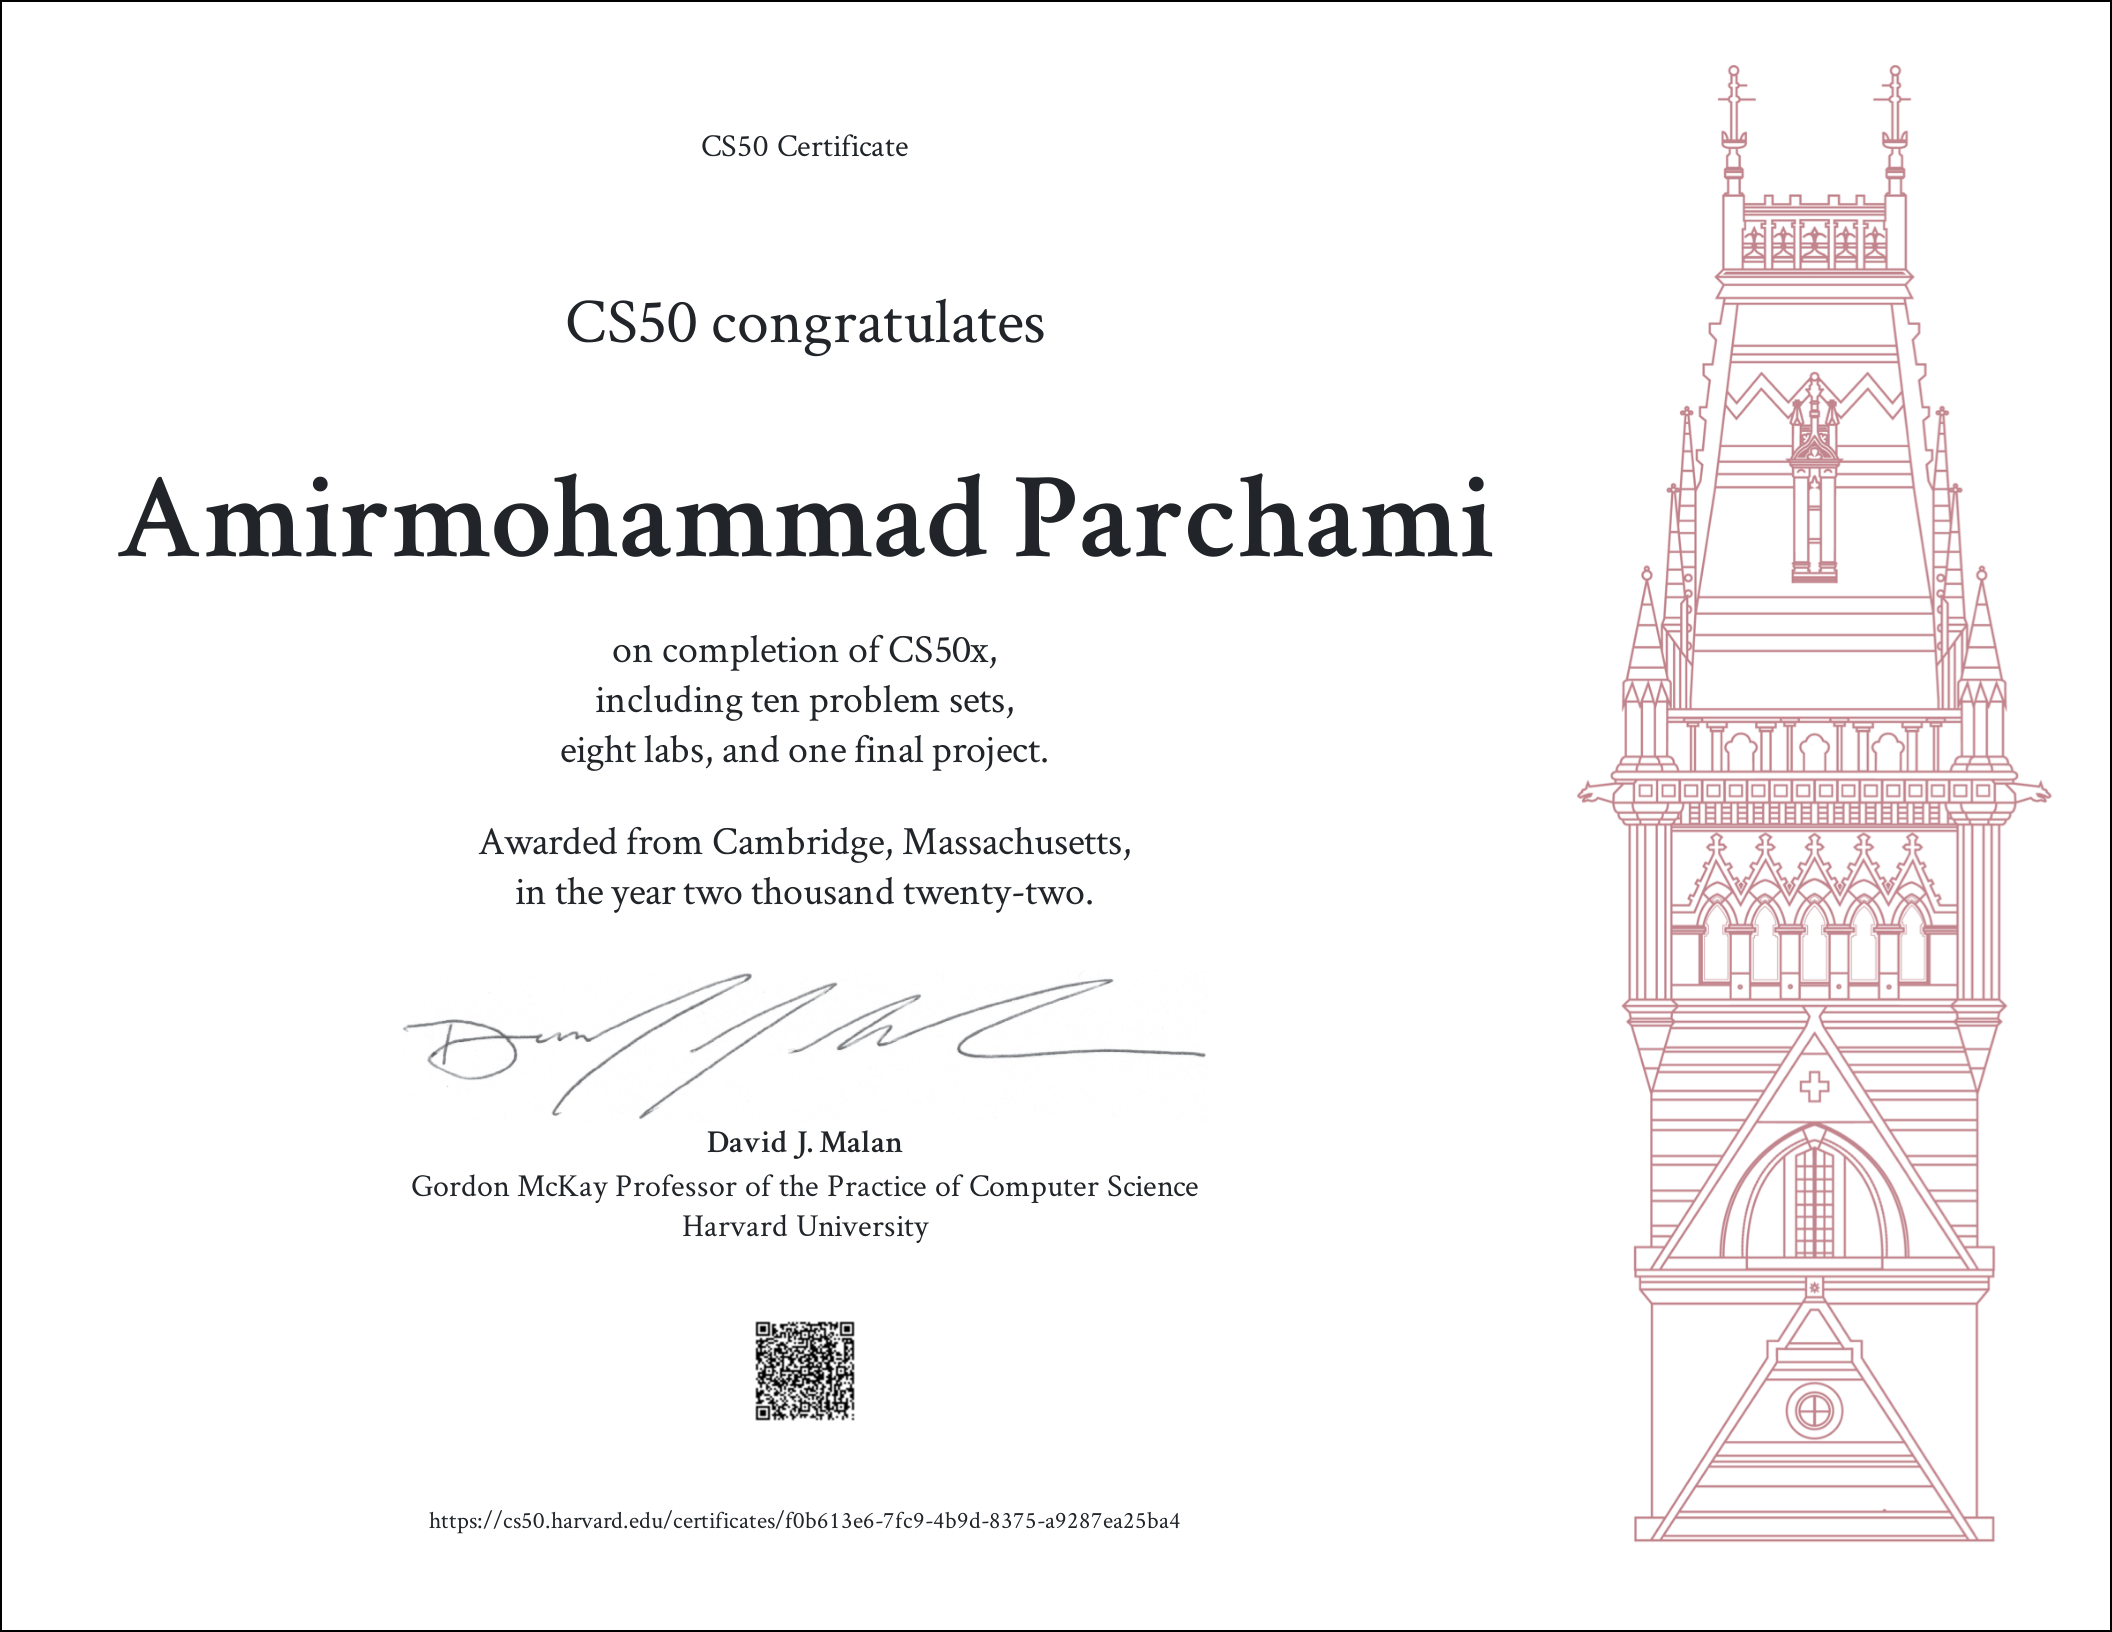 CS50 Certificate
CS50 congratulates
Amirmohammad Parchami
on completion of CS50x,
including ten problem sets,
eight labs, and one final project.
Awarded from Cambridge, Massachusetts,
in the year two thousand twenty-two.
David J. Malan
Gordon McKay Professor of the Practice of Computer Science
Harvard University
https://cs50.harvard.edu/certificates/f0b613e6-7fc9-4b9d-8375-a9287ea25ba4